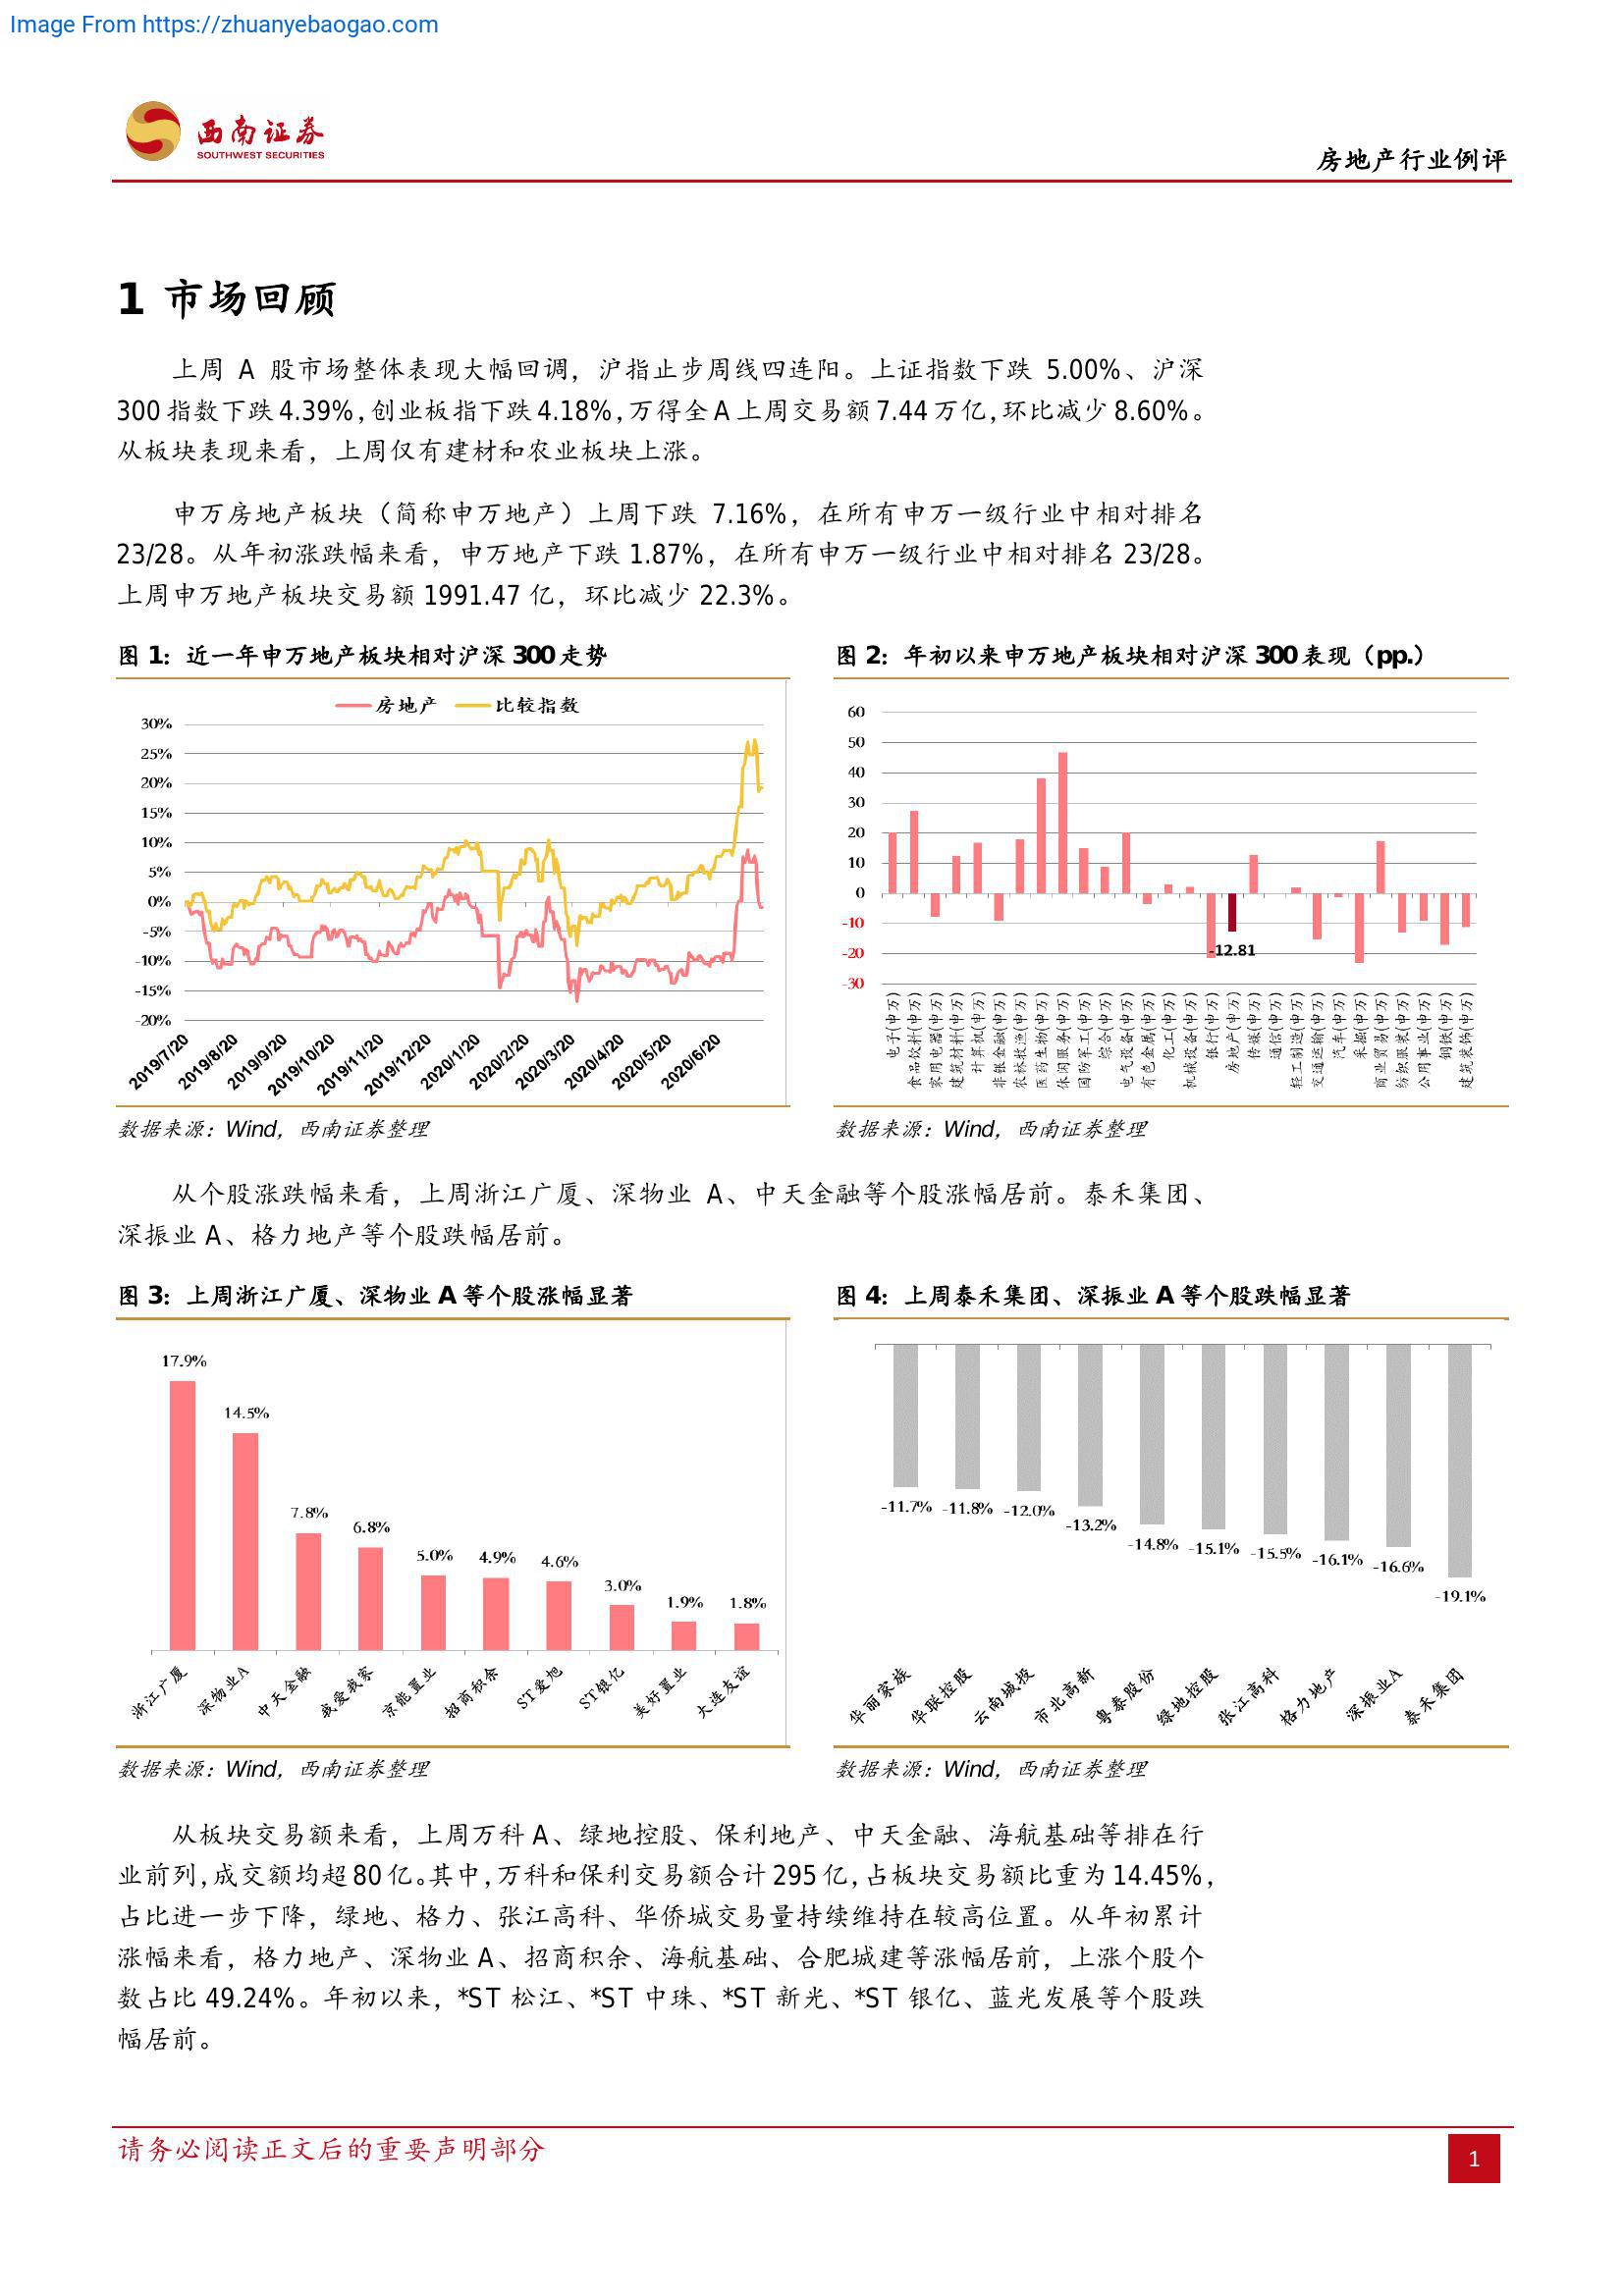 Image From https://zhuanyebaogao.com
西南证券
SOUTHWEST SECURITIES
房地产行业例评
1 市场回顾
上周 A 股市场整体表现大幅回调，沪指止步周线四连阳。上证指数下跌 5.00%、沪深
300 指数下跌 4.39%，创业板指下跌 4.18%，万得全 A 上周交易额 7.44 万亿，环比减少 8.60%。
从板块表现来看，上周仅有建材和农业板块上涨。
申万房地产板块（简称申万地产）上周下跌 7.16%，在所有申万一级行业中相对排名
23/28。从年初涨跌幅来看，申万地产下跌 1.87%，在所有申万一级行业中相对排名 23/28。
上周申万地产板块交易额 1991.47 亿，环比减少 22.3%。
图 1：近一年申万地产板块相对沪深 300 走势
房地产 比较指数
30%
25%
20%
15%
10%
5%
0%
-5%
-10%
-15%
-20%
2019/7/20 2019/8/20 2019/9/20 2019/10/20 2019/11/20 2019/12/20 2020/1/20 2020/2/20 2020/3/20 2020/4/20 2020/5/20 2020/6/20
数据来源：Wind，西南证券整理
图 2：年初以来申万地产板块相对沪深 300 表现（pp.）
60
50
40
30
20
10
0
-10
-20
-30
-12.81
电子(申万) 食品饮料(申万) 家用电器(申万) 建筑材料(申万) 计算机(申万) 非银金融(申万) 农林牧渔(申万) 医药生物(申万) 休闲服务(申万) 国防军工(申万) 综合(申万) 电气设备(申万) 有色金属(申万) 化工(申万) 机械设备(申万) 银行(申万) 房地产(申万) 传媒(申万) 通信(申万) 轻工制造(申万) 交通运输(申万) 汽车(申万) 采掘(申万) 商业贸易(申万) 纺织服装(申万) 公用事业(申万) 钢铁(申万) 建筑装饰(申万)
数据来源：Wind，西南证券整理
从个股涨跌幅来看，上周浙江广厦、深物业 A、中天金融等个股涨幅居前。泰禾集团、
深振业 A、格力地产等个股跌幅居前。
图 3：上周浙江广厦、深物业 A 等个股涨幅显著
17.9% 14.5% 7.8% 6.8% 5.0% 4.9% 4.6% 3.0% 1.9% 1.8%
浙江广厦 深物业A 中天金融 我爱我家 京能置业 招商积余 ST爱旭 ST银亿 美好置业 大连友谊
数据来源：Wind，西南证券整理
图 4：上周泰禾集团、深振业 A 等个股跌幅显著
-11.7% -11.8% -12.0% -13.2% -14.8% -15.1% -15.5% -16.1% -16.6% -19.1%
华丽家族 华联控股 云南城投 市北高新 粤泰股份 绿地控股 张江高科 格力地产 深振业A 泰禾集团
数据来源：Wind，西南证券整理
从板块交易额来看，上周万科 A、绿地控股、保利地产、中天金融、海航基础等排在行
业前列，成交额均超 80 亿。其中，万科和保利交易额合计 295 亿，占板块交易额比重为 14.45%，
占比进一步下降，绿地、格力、张江高科、华侨城交易量持续维持在较高位置。从年初累计
涨幅来看，格力地产、深物业 A、招商积余、海航基础、合肥城建等涨幅居前，上涨个股个
数占比 49.24%。年初以来，*ST 松江、*ST 中珠、*ST 新光、*ST 银亿、蓝光发展等个股跌
幅居前。
请务必阅读正文后的重要声明部分
1